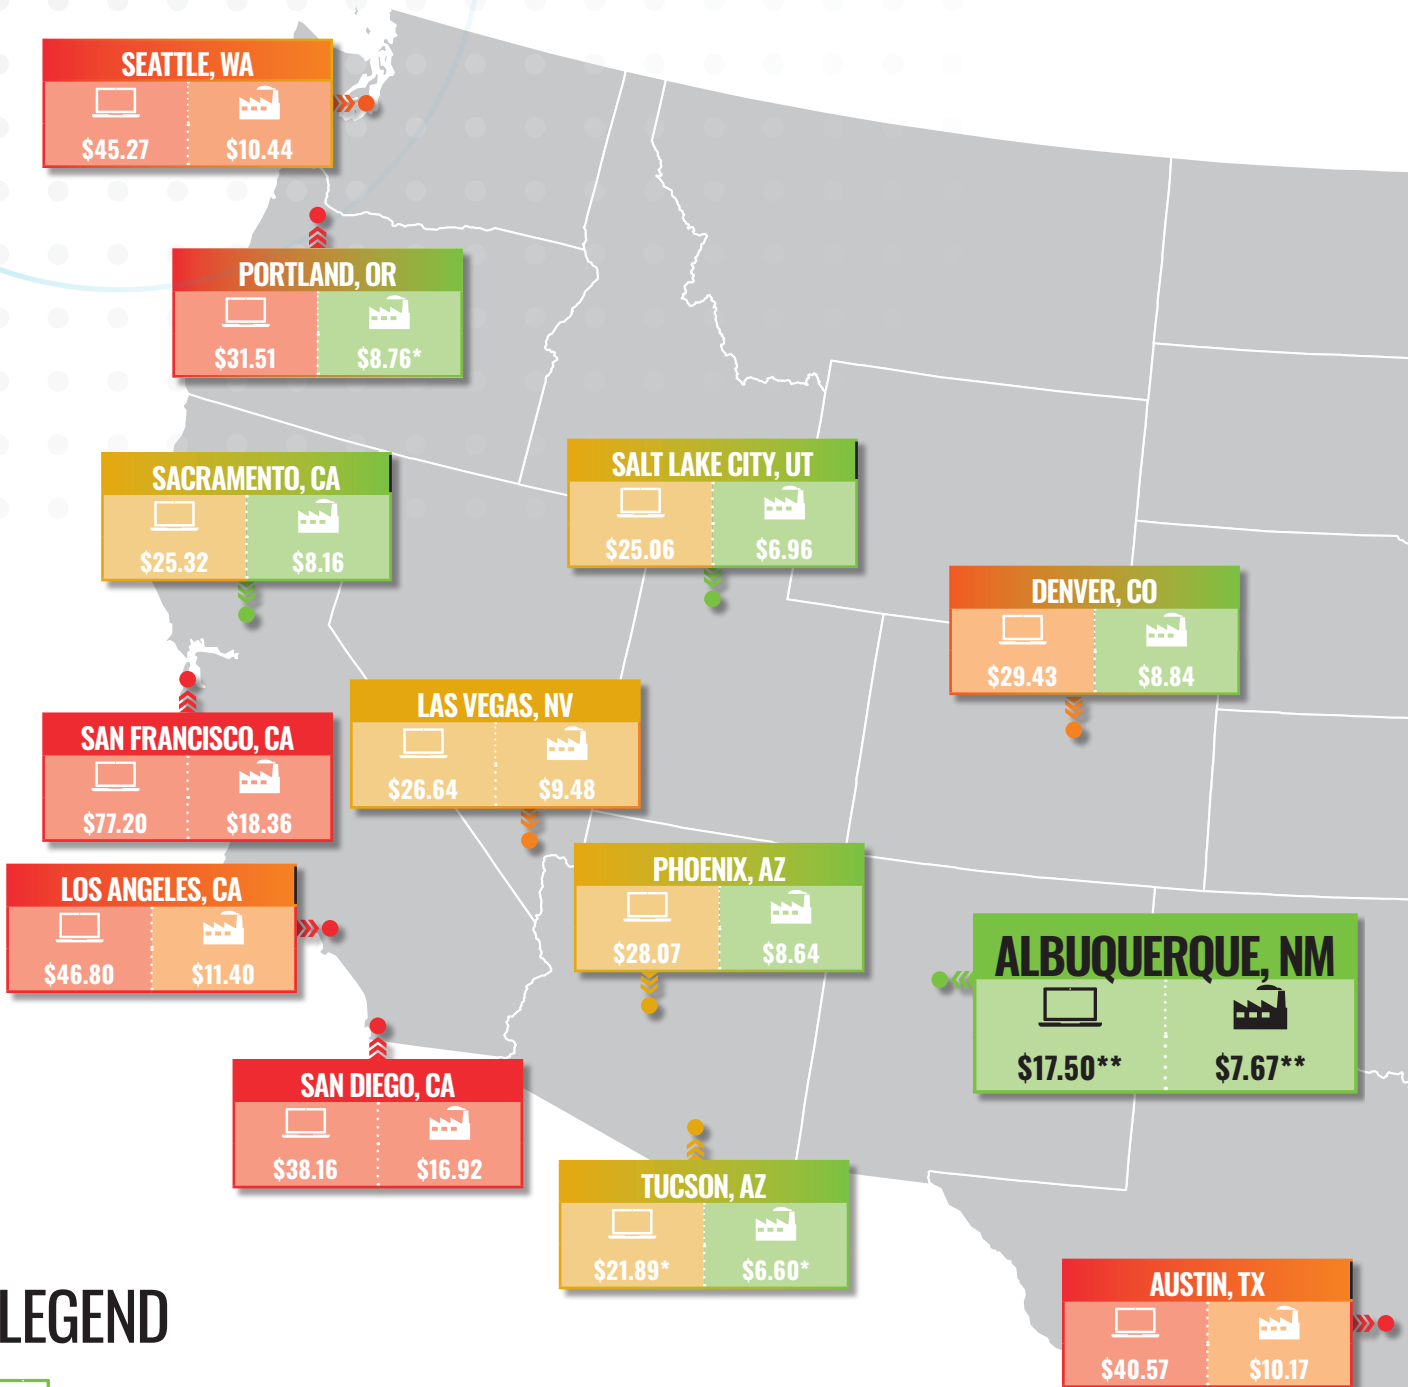 SEATTLE, WA
$45.27 $10.44
PORTLAND, OR
$31.51 $8.76*
SACRAMENTO, CA
$25.32 $8.16
SALT LAKE CITY, UT
$25.06 $6.96
DENVER, CO
$29.43 $8.84
SAN FRANCISCO, CA
$77.20 $18.36
LAS VEGAS, NV
$26.64 $9.48
LOS ANGELES, CA
$46.80 $11.40
PHOENIX, AZ
$28.07 $8.64
ALBUQUERQUE, NM
$17.50** $7.67**
SAN DIEGO, CA
$38.16 $16.92
TUCSON, AZ
$21.89* $6.60*
AUSTIN, TX
$40.57 $10.17
LEGEND